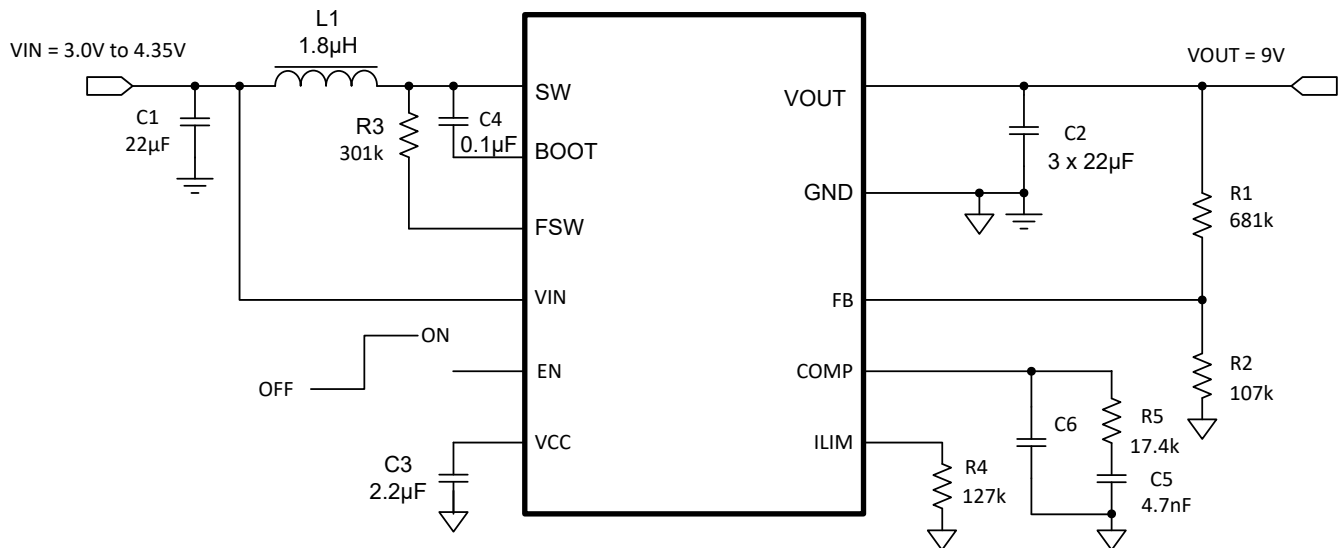 L1
1.8µH
VIN = 3.0V to 4.35V
VOUT = 9V
SW
VOUT
C1
22µF
R3
301k
C4
0.1µF
BOOT
C2
3 x 22µF
GND
R1
681k
FSW
VIN
FB
ON
OFF
EN
COMP
R2
107k
C6
R5
17.4k
VCC
ILIM
C3
2.2µF
R4
127k
C5
4.7nF